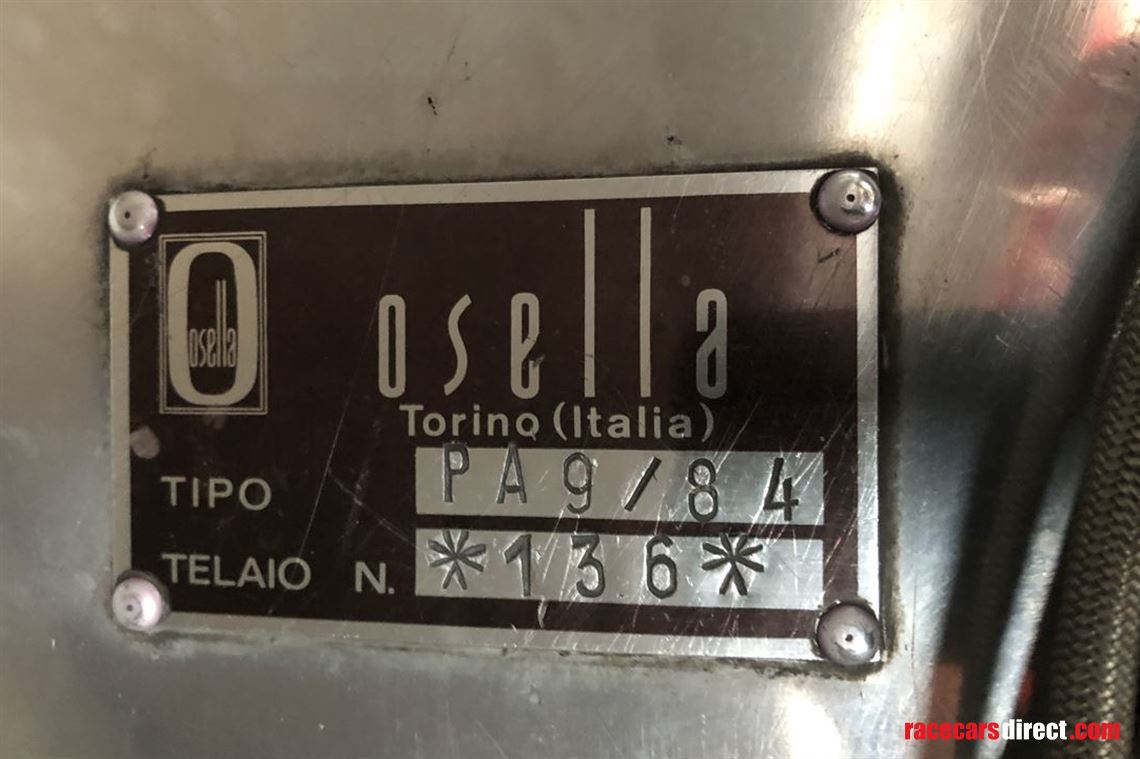 Osella
osella
Torino (Italia)
TIPO PA9/84
TELAIO N. *136*
racecarsdirect.com